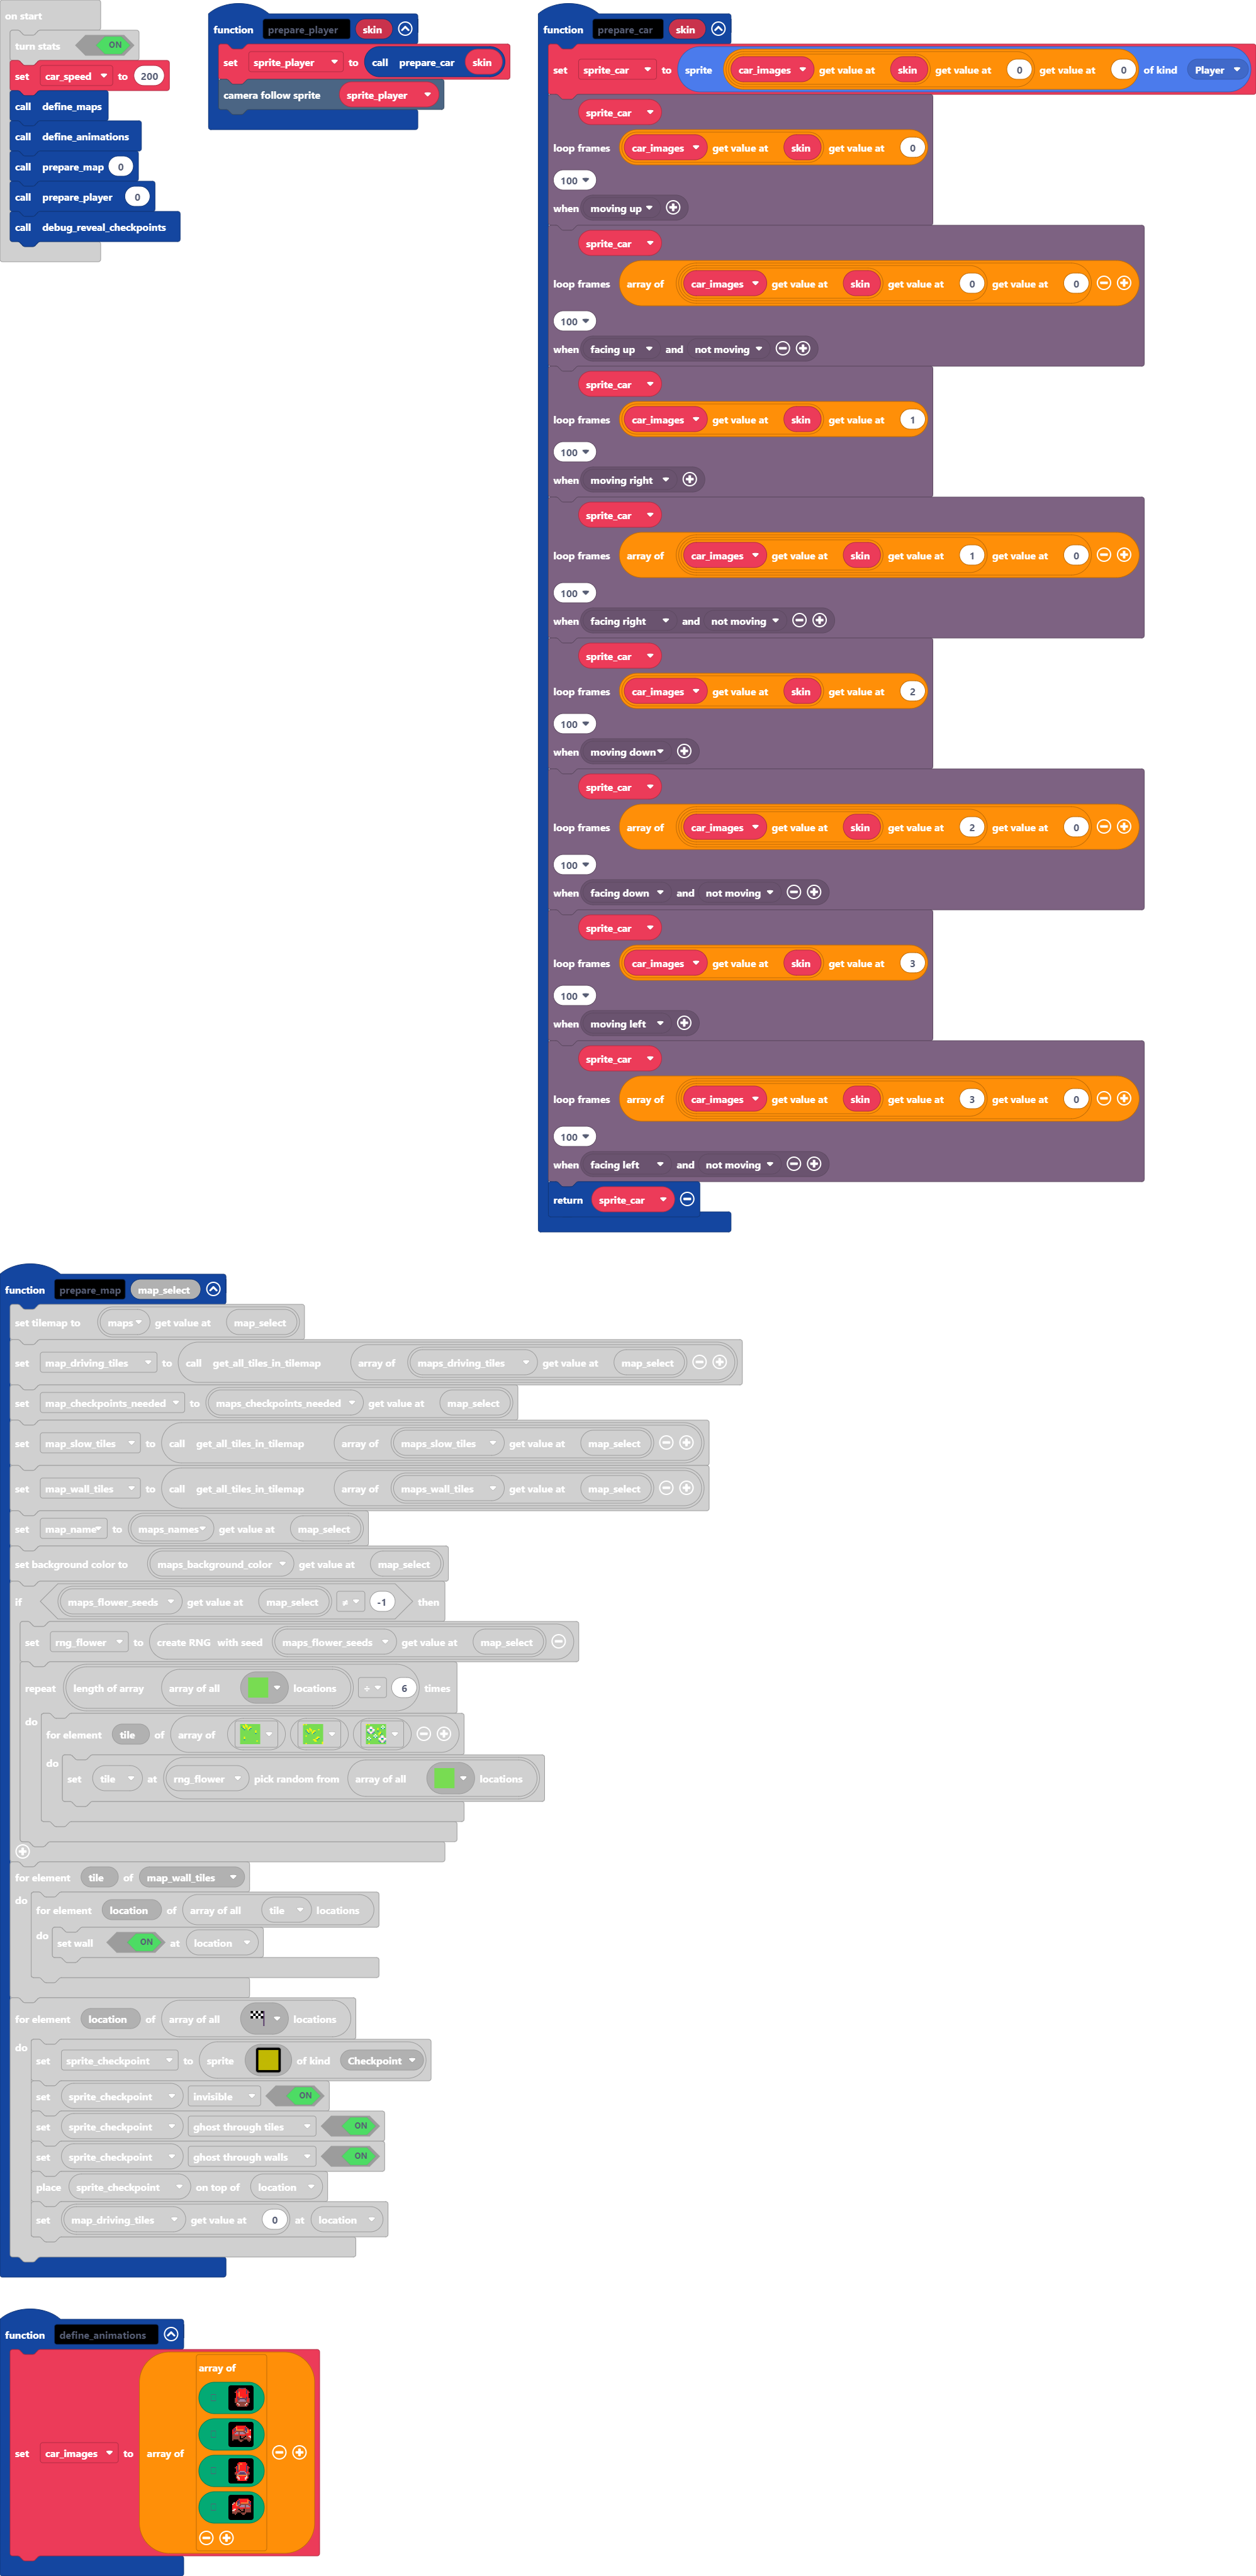 on start
turn stats ON
set car_speed to 200
call define_maps
call define_animations
call prepare_map 0
call prepare_player 0
call debug_reveal_checkpoints
function prepare_player skin
set sprite_player to call prepare_car skin
camera follow sprite sprite_player
function prepare_car skin
set sprite_car to sprite car_images get value at skin get value at 0 get value at 0 of kind Player
sprite_car
loop frames car_images get value at skin get value at 0
100
when moving up
sprite_car
loop frames array of car_images get value at skin get value at 0 get value at 0
100
when facing up and not moving
sprite_car
loop frames car_images get value at skin get value at 1
100
when moving right
sprite_car
loop frames array of car_images get value at skin get value at 1 get value at 0
100
when facing right and not moving
sprite_car
loop frames car_images get value at skin get value at 2
100
when moving down
sprite_car
loop frames array of car_images get value at skin get value at 2 get value at 0
100
when facing down and not moving
sprite_car
loop frames car_images get value at skin get value at 3
100
when moving left
sprite_car
loop frames array of car_images get value at skin get value at 3 get value at 0
100
when facing left and not moving
return sprite_car
function prepare_map map_select
set tilemap to maps get value at map_select
set map_driving_tiles to call get_all_tiles_in_tilemap array of maps_driving_tiles get value at map_select
set map_checkpoints_needed to maps_checkpoints_needed get value at map_select
set map_slow_tiles to call get_all_tiles_in_tilemap array of maps_slow_tiles get value at map_select
set map_wall_tiles to call get_all_tiles_in_tilemap array of maps_wall_tiles get value at map_select
set map_name to maps_names get value at map_select
set background color to maps_background_color get value at map_select
if maps_flower_seeds get value at map_select ≠ -1 then
set rng_flower to create RNG with seed maps_flower_seeds get value at map_select
repeat length of array array of all locations ÷ 6 times
do
for element tile of array of
do
set tile at rng_flower pick random from array of all locations
for element tile of map_wall_tiles
do
for element location of array of all tile locations
do
set wall ON at location
for element location of array of all locations
do
set sprite_checkpoint to sprite of kind Checkpoint
set sprite_checkpoint invisible ON
set sprite_checkpoint ghost through tiles ON
set sprite_checkpoint ghost through walls ON
place sprite_checkpoint on top of location
set map_driving_tiles get value at 0 at location
function define_animations
array of
set car_images to array of